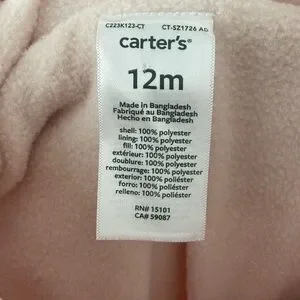 C223K123-CT CT-SZ1726 AB
carter's®
12m
Made in Bangladesh
Fabriqué au Bangladesh
Hecho en Bangladesh
shell: 100% polyester
lining: 100% polyester
fill: 100% polyester
extérieur: 100% polyester
doublure: 100% polyester
rembourrage: 100% polyester
exterior: 100% poliéster
forro: 100% poliéster
relleno: 100% poliéster
RN# 15101
CA# 59087